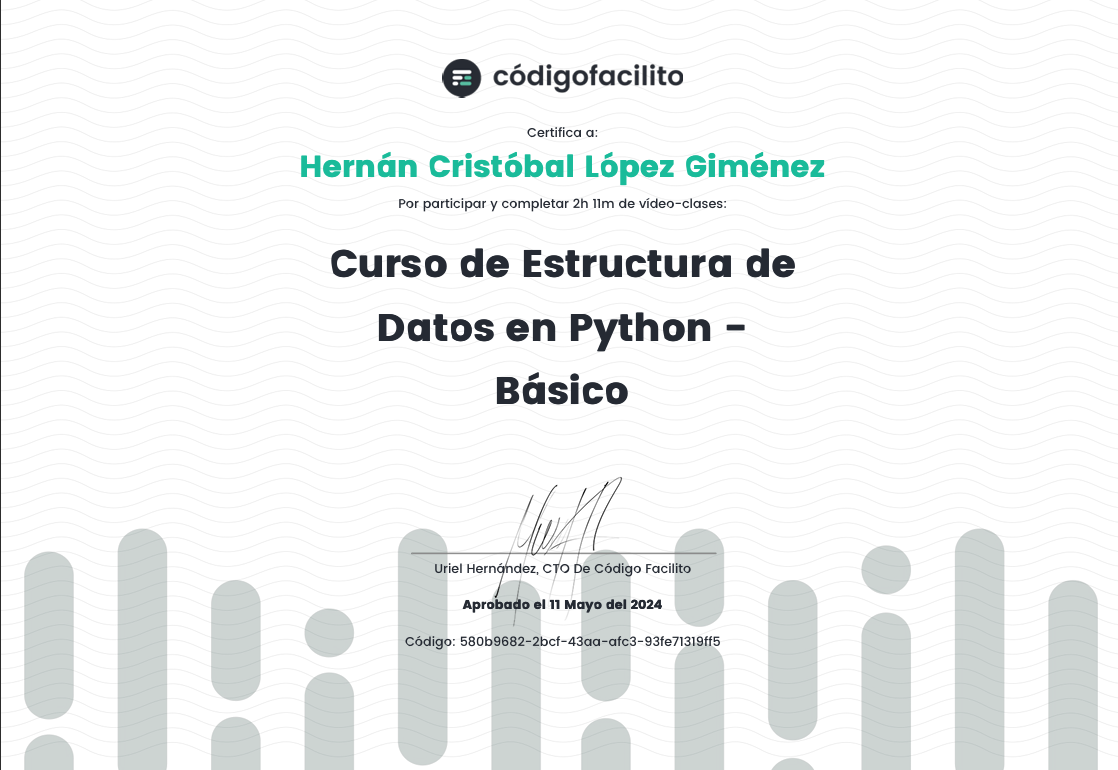 códigofacilito
Certifica a:
Hernán Cristóbal López Giménez
Por participar y completar 2h 11m de vídeo-clases:
Curso de Estructura de
Datos en Python -
Básico
Uriel Hernández, CTO De Código Facilito
Aprobado el 11 Mayo del 2024
Código: 580b9682-2bcf-43aa-afc3-93fe71319ff5